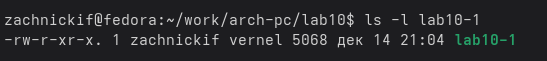 zachnickif@fedora:~/work/arch-pc/lab10$ ls -l lab10-1
-rw-r-xr-x. 1 zachnickif vernel 5068 дек 14 21:04 lab10-1